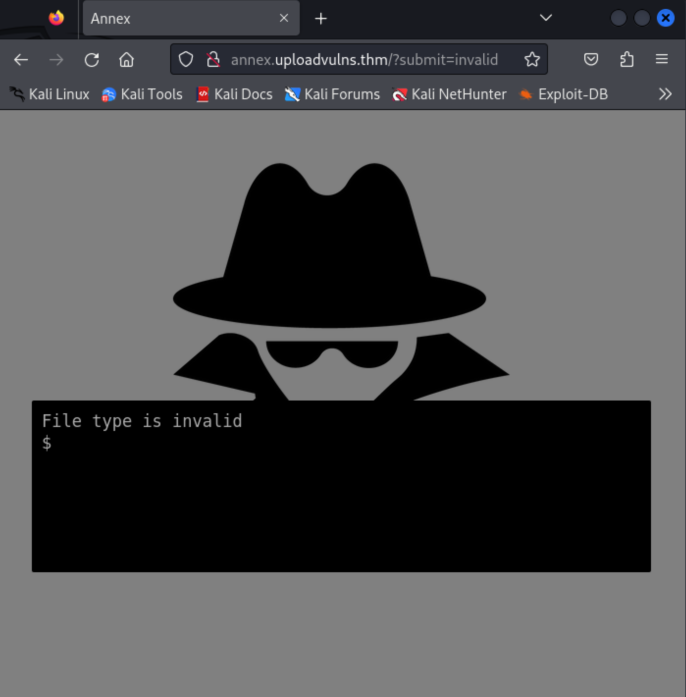 Annex
annex.uploadvulns.thm/?submit=invalid
Kali Linux Kali Tools Kali Docs Kali Forums Kali NetHunter Exploit-DB
File type is invalid
$